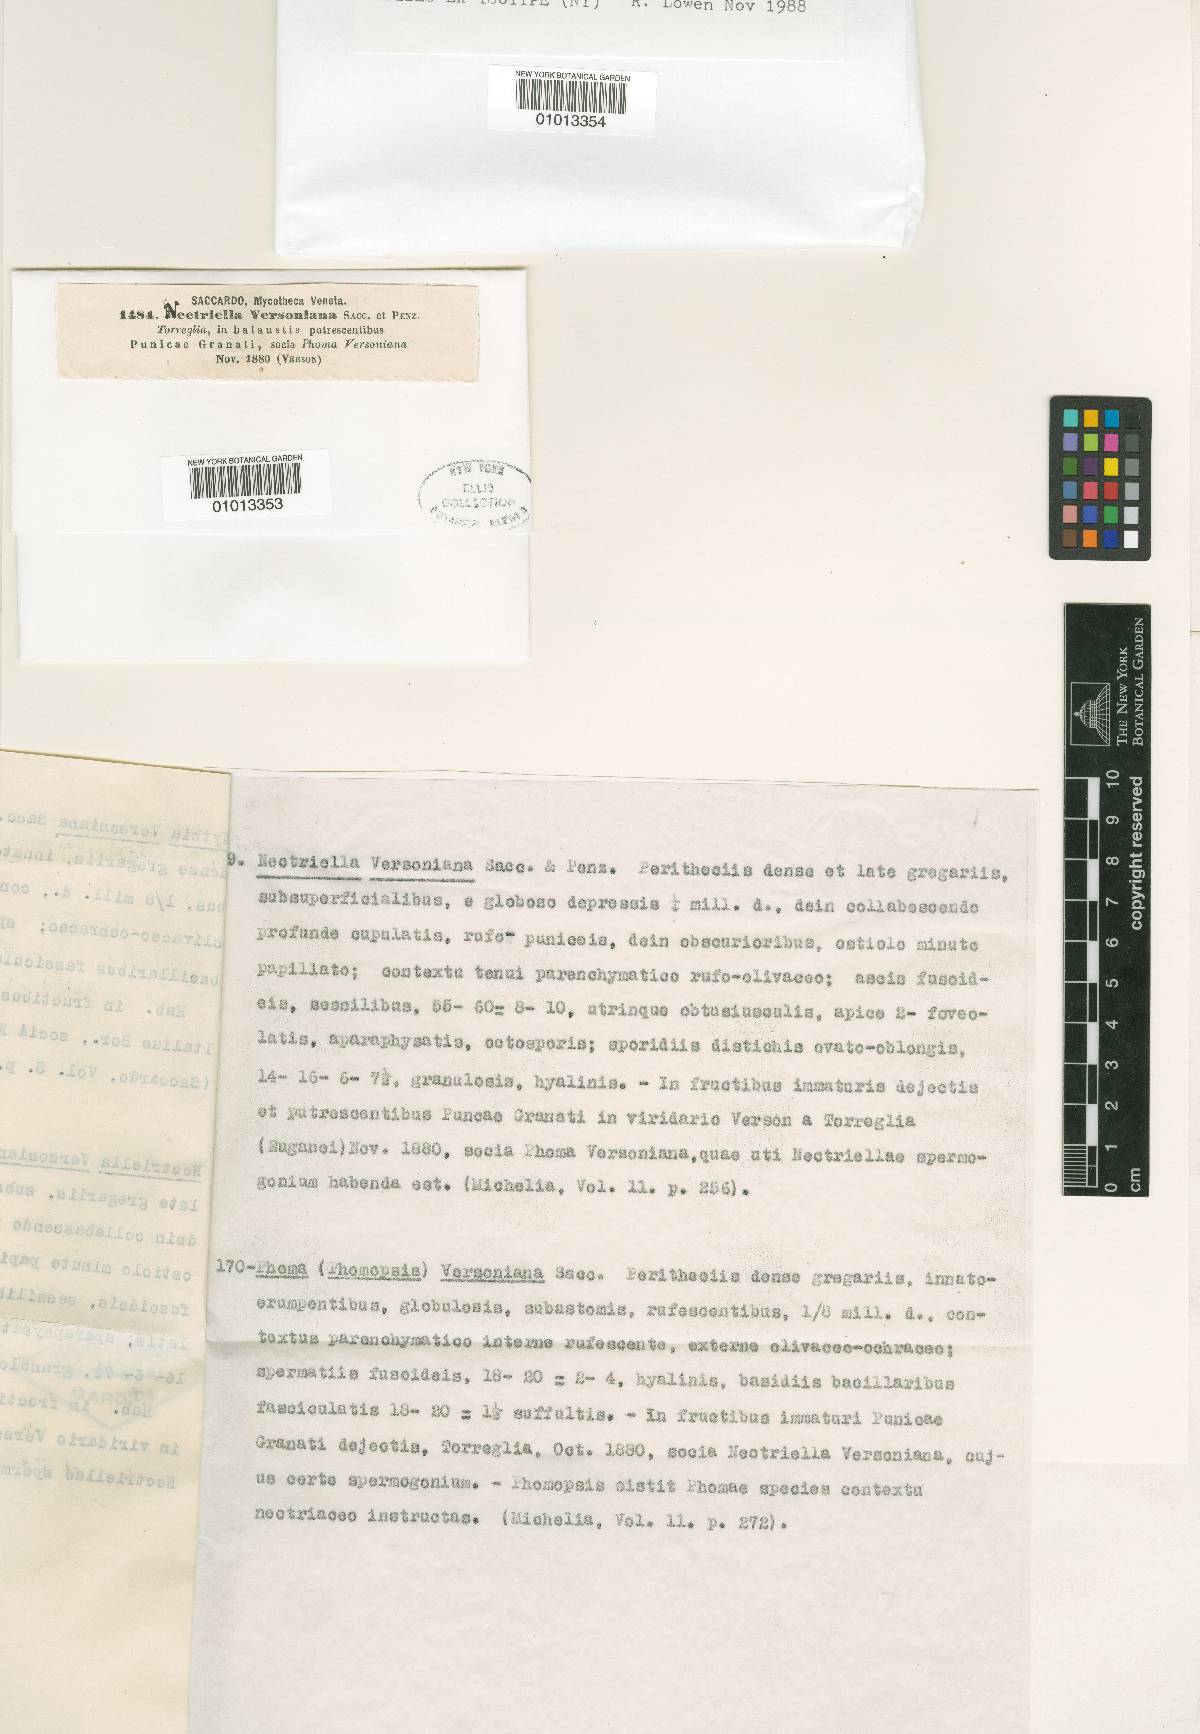 EX ISOTYPE (NY) R. Lowen Nov 1988
NEW YORK BOTANICAL GARDEN
01013354
SACCARDO, Mycotheca Veneta.
1484. Nectriella Versoniana SACC. et PENZ.
Torreglia, in balaustis putrescentibus
Punicae Granati, socia Phoma Versoniana
Nov. 1880 (VERSON)
NEW YORK BOTANICAL GARDEN
01013353
NEW YORK
ELLIS
COLLECTION
BOTANICAL GARDEN
THE NEW YORK
BOTANICAL GARDEN
copyright reserved
0 1 2 3 4 5 6 7 8 9 10
cm
9. Nectriella Versoniana Sacc. & Penz. Peritheciis dense et late gregariis,
subsuperficialibus, e globoso depressis ¼ mill. d., dein collabescendo
profunde cupulatis, rufo- puniceis, dein obscurioribus, ostiolo minute
papillato; contextu tenui parenchymatico rufo-olivaceo; ascis fusoid-
eis, sessilibus, 55- 60= 8- 10, utrinque obtusiusculis, apice 2- foveo-
latis, aparaphysatis, octosporis; sporidiis distichis ovato-oblongis,
14- 16- 6- 7½, granulosis, hyalinis. - In fructibus immaturis dejectis
et putrescentibus Puncae Granati in viridario Verson a Torreglia
(Euganei)Nov. 1880, socia Phoma Versoniana,quae uti Nectriellae spermo-
gonium habenda est. (Michelia, Vol. 11. p. 256).
170-Phoma (Phomopsis) Versoniana Sacc. Peritheciis dense gregariis, innato-
erumpentibus, globulosis, subastomis, rufescentibus, 1/8 mill. d., con-
textus parenchymatico interne rufescente, externe olivaceo-ochraceo;
spermatiis fusoideis, 18- 20 = 2- 4, hyalinis, basidiis bacillaribus
fasciculatis 18- 20 = 1½ suffultis. - In fructibus immaturi Punicae
Granati dejectis, Torreglia, Oct. 1880, socia Nectriella Versoniana, cuj-
us certe spermogonium. - Phomopsis sistit Phomae species contextu
nectriaceo instructas. (Michelia, Vol. 11. p. 272).